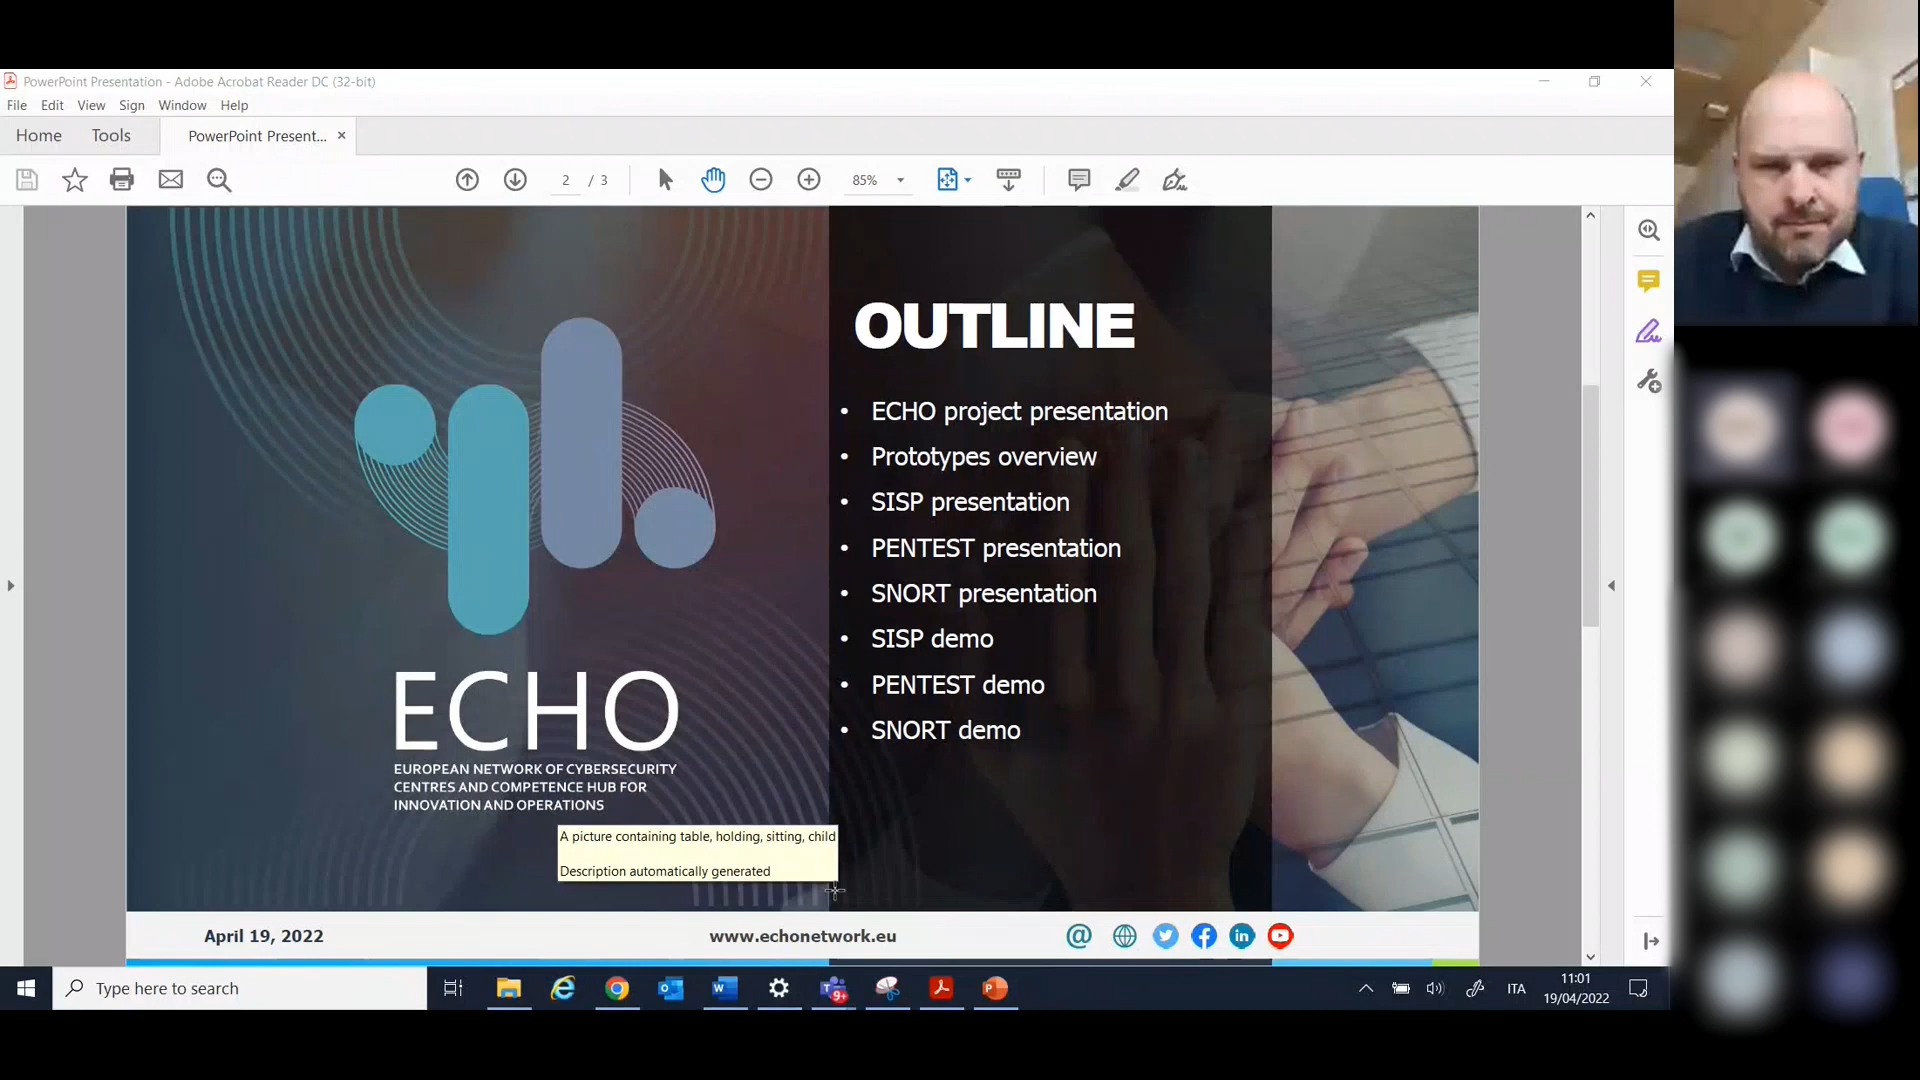 PowerPoint Presentation - Adobe Acrobat Reader DC (32-bit)
File Edit View Sign Window Help
Home Tools PowerPoint Present...
2 / 3 85%
OUTLINE
• ECHO project presentation
• Prototypes overview
• SISP presentation
• PENTEST presentation
• SNORT presentation
• SISP demo
• PENTEST demo
• SNORT demo
ECHO
EUROPEAN NETWORK OF CYBERSECURITY
CENTRES AND COMPETENCE HUB FOR
INNOVATION AND OPERATIONS
A picture containing table, holding, sitting, child
Description automatically generated
April 19, 2022 www.echonetwork.eu
Type here to search
9+
ITA
11:01
19/04/2022